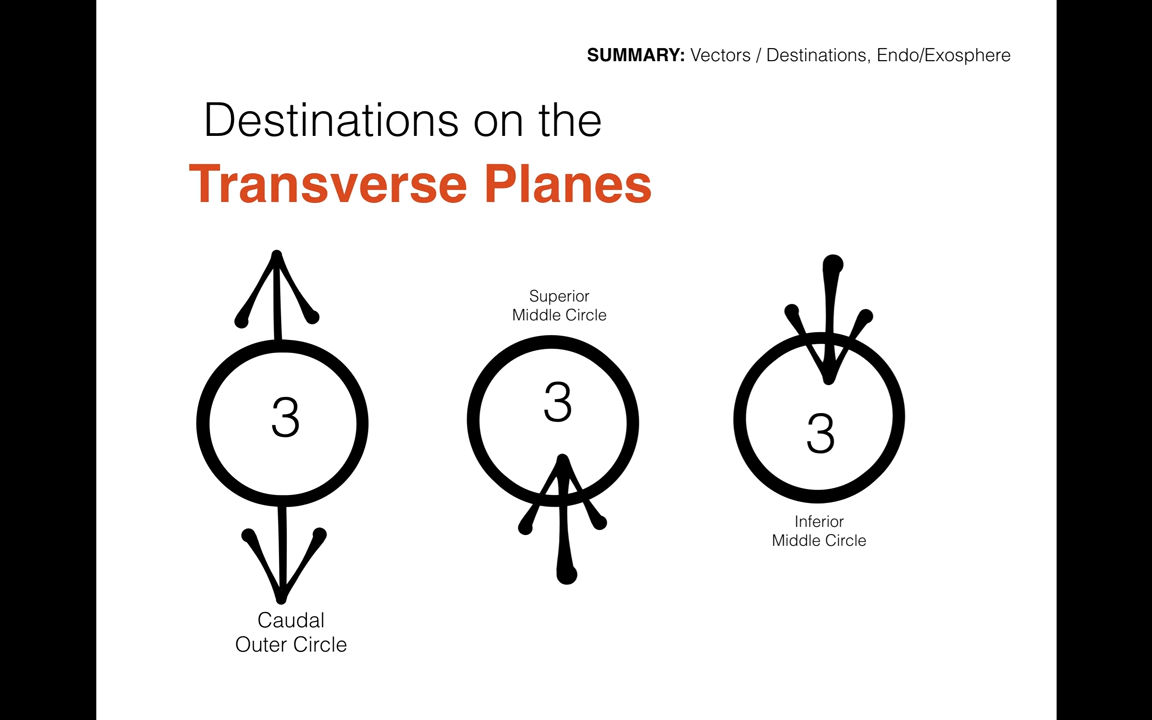 SUMMARY: Vectors / Destinations, Endo/Exosphere
Destinations on the
Transverse Planes
3
Caudal
Outer Circle
Superior
Middle Circle
3
3
Inferior
Middle Circle